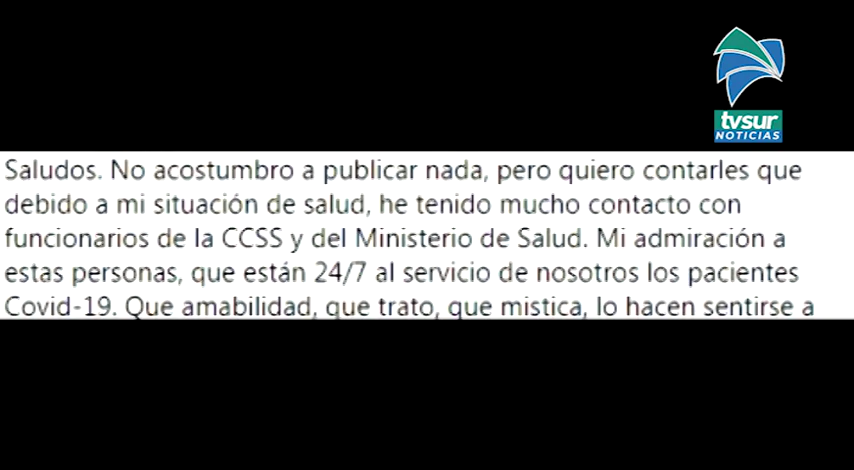 tvsur
NOTICIAS
Saludos. No acostumbro a publicar nada, pero quiero contarles que
debido a mi situación de salud, he tenido mucho contacto con
funcionarios de la CCSS y del Ministerio de Salud. Mi admiración a
estas personas, que están 24/7 al servicio de nosotros los pacientes
Covid-19. Que amabilidad, que trato, que mistica, lo hacen sentirse a